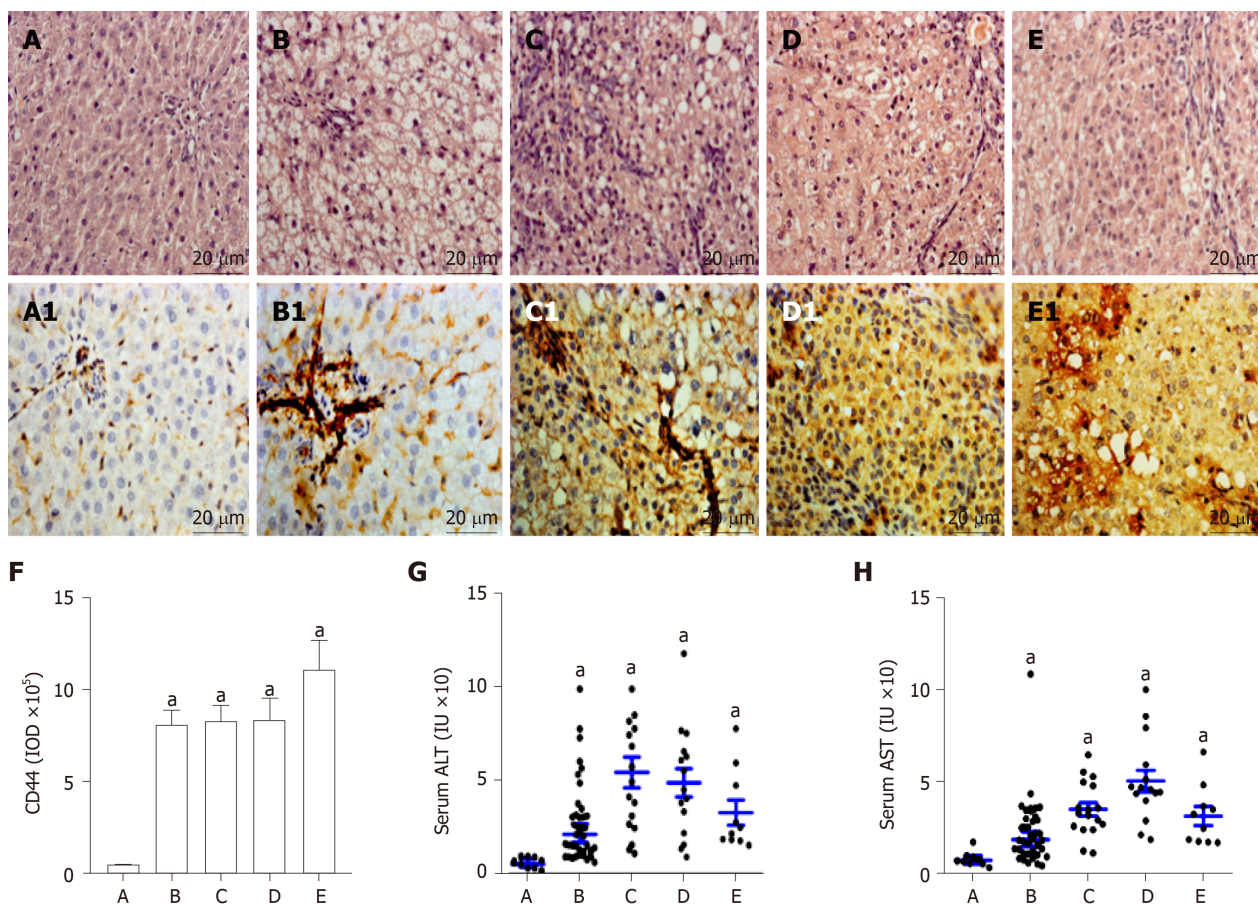 A B C D E
20 μm 20 μm 20 μm 20 μm 20 μm
A1 B1 C1 D1 E1
20 μm 20 μm 20 μm 20 μm 20 μm
F
CD44 (IOD ×10⁵)
15
10
5
0
a a a a
A B C D E
G
Serum ALT (IU ×10)
15
10
5
0
a a a a
A B C D E
H
Serum AST (IU ×10)
15
10
5
0
a a a a
A B C D E